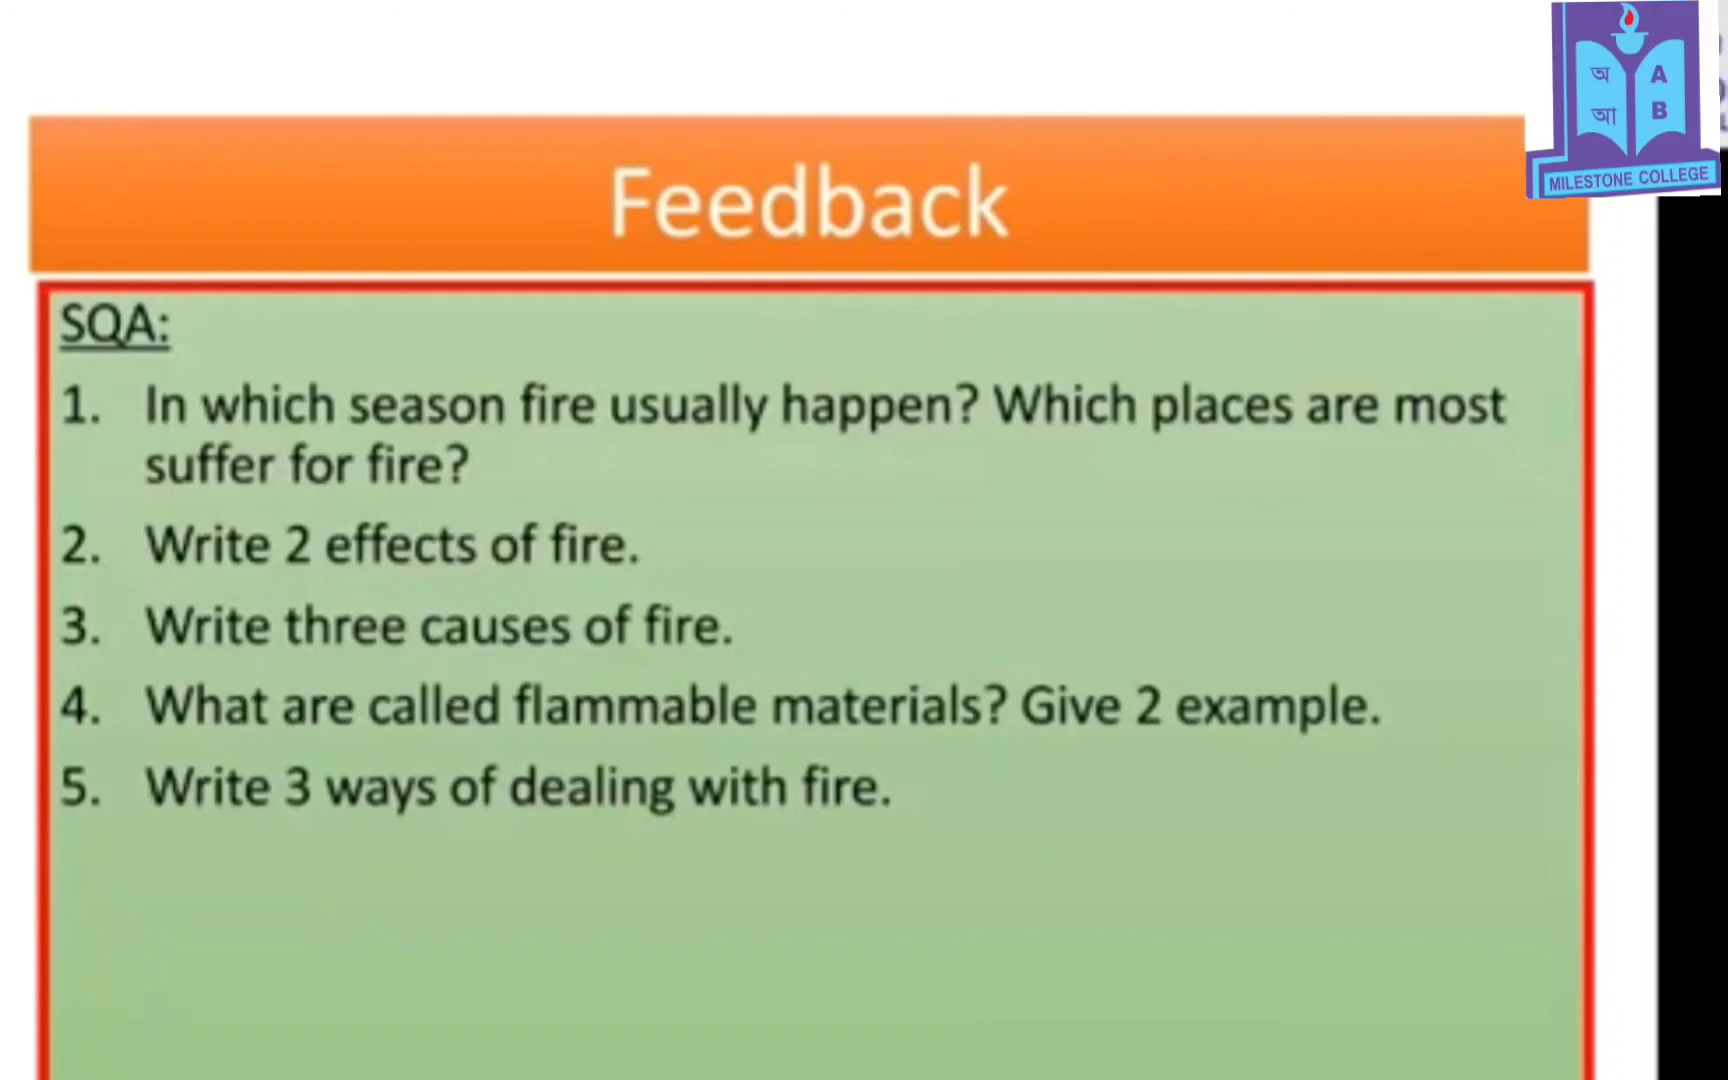 অ A
আ B
MILESTONE COLLEGE
Feedback
SQA:
1. In which season fire usually happen? Which places are most
suffer for fire?
2. Write 2 effects of fire.
3. Write three causes of fire.
4. What are called flammable materials? Give 2 example.
5. Write 3 ways of dealing with fire.